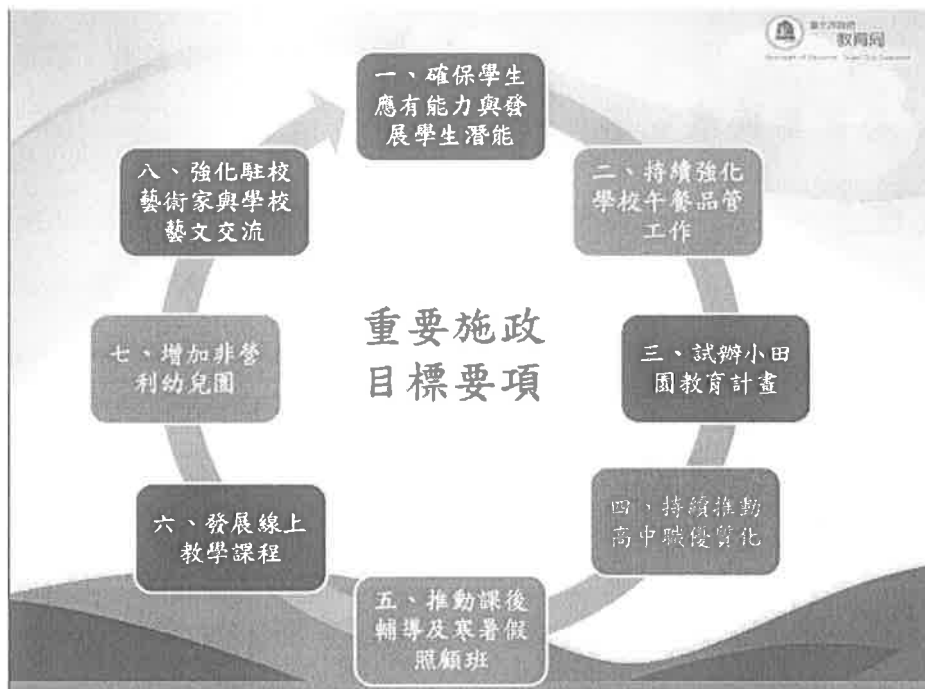 臺北市政府
教育局
一、確保學生
應有能力與發
展學生潛能
二、持續強化
學校午餐品管
工作
三、試辦小田
園教育計畫
四、持續推動
高中職優質化
五、推動課後
輔導及寒暑假
照顧班
六、發展線上
教學課程
七、增加非營
利幼兒園
八、強化駐校
藝術家與學校
藝文交流
重要施政
目標要項